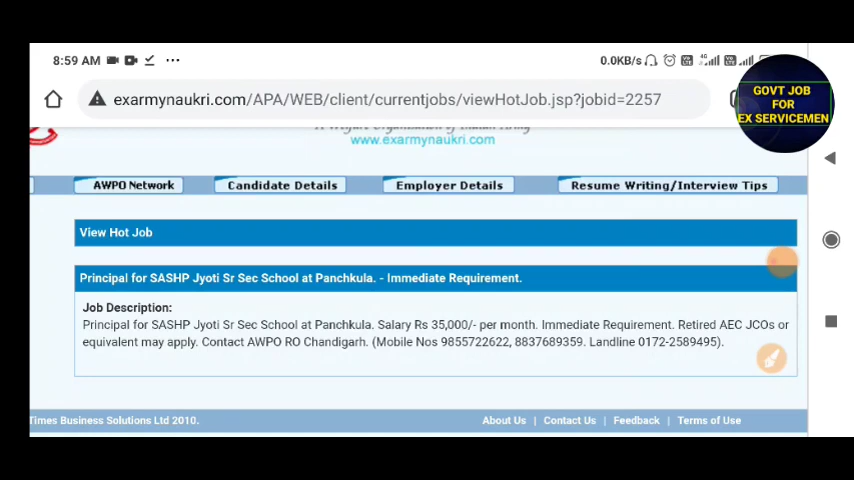 8:59 AM
0.0KB/s
exarmynaukri.com/APA/WEB/client/currentjobs/viewHotJob.jsp?jobid=2257
GOVT JOB
FOR
EX SERVICEMEN
www.exarmynaukri.com
AWPO Network
Candidate Details
Employer Details
Resume Writing/Interview Tips
View Hot Job
Principal for SASHP Jyoti Sr Sec School at Panchkula. - Immediate Requirement.
Job Description:
Principal for SASHP Jyoti Sr Sec School at Panchkula. Salary Rs 35,000/- per month. Immediate Requirement. Retired AEC JCOs or
equivalent may apply. Contact AWPO RO Chandigarh. (Mobile Nos 9855722622, 8837689359. Landline 0172-2589495).
Times Business Solutions Ltd 2010.
About Us | Contact Us | Feedback | Terms of Use